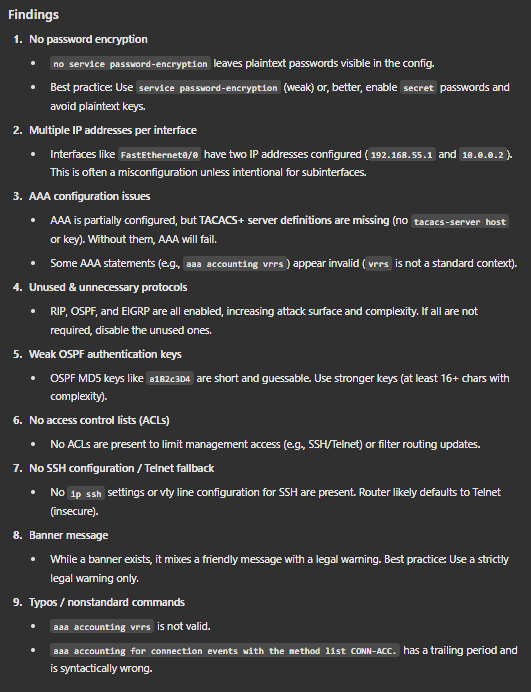 Findings
1. No password encryption
• no service password-encryption leaves plaintext passwords visible in the config.
• Best practice: Use service password-encryption (weak) or, better, enable secret passwords and
avoid plaintext keys.
2. Multiple IP addresses per interface
• Interfaces like FastEthernet0/0 have two IP addresses configured (192.168.55.1 and 10.0.0.2).
This is often a misconfiguration unless intentional for subinterfaces.
3. AAA configuration issues
• AAA is partially configured, but TACACS+ server definitions are missing (no tacacs-server host
or key). Without them, AAA will fail.
• Some AAA statements (e.g., aaa accounting vrrs) appear invalid (vrrs is not a standard context).
4. Unused & unnecessary protocols
• RIP, OSPF, and EIGRP are all enabled, increasing attack surface and complexity. If all are not
required, disable the unused ones.
5. Weak OSPF authentication keys
• OSPF MD5 keys like a1B2c3D4 are short and guessable. Use stronger keys (at least 16+ chars with
complexity).
6. No access control lists (ACLs)
• No ACLs are present to limit management access (e.g., SSH/Telnet) or filter routing updates.
7. No SSH configuration / Telnet fallback
• No ip ssh settings or vty line configuration for SSH are present. Router likely defaults to Telnet
(insecure).
8. Banner message
• While a banner exists, it mixes a friendly message with a legal warning. Best practice: Use a strictly
legal warning only.
9. Typos / nonstandard commands
• aaa accounting vrrs is not valid.
• aaa accounting for connection events with the method list CONN-ACC. has a trailing period and
is syntactically wrong.